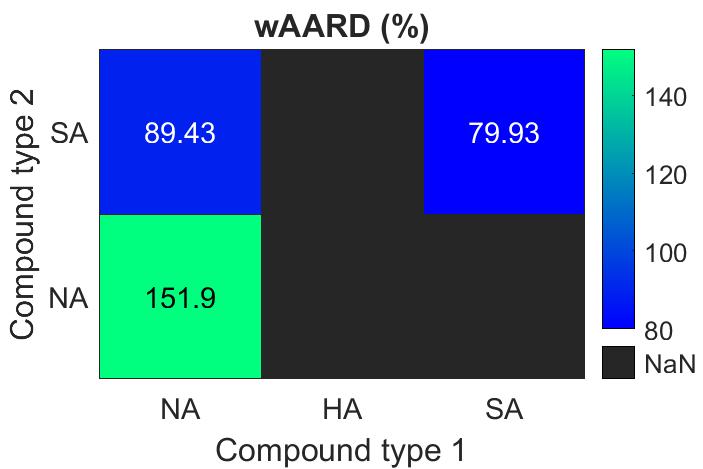 wAARD (%)
Compound type 2
SA
89.43
79.93
NA
151.9
NA
HA
SA
Compound type 1
140
120
100
80
NaN